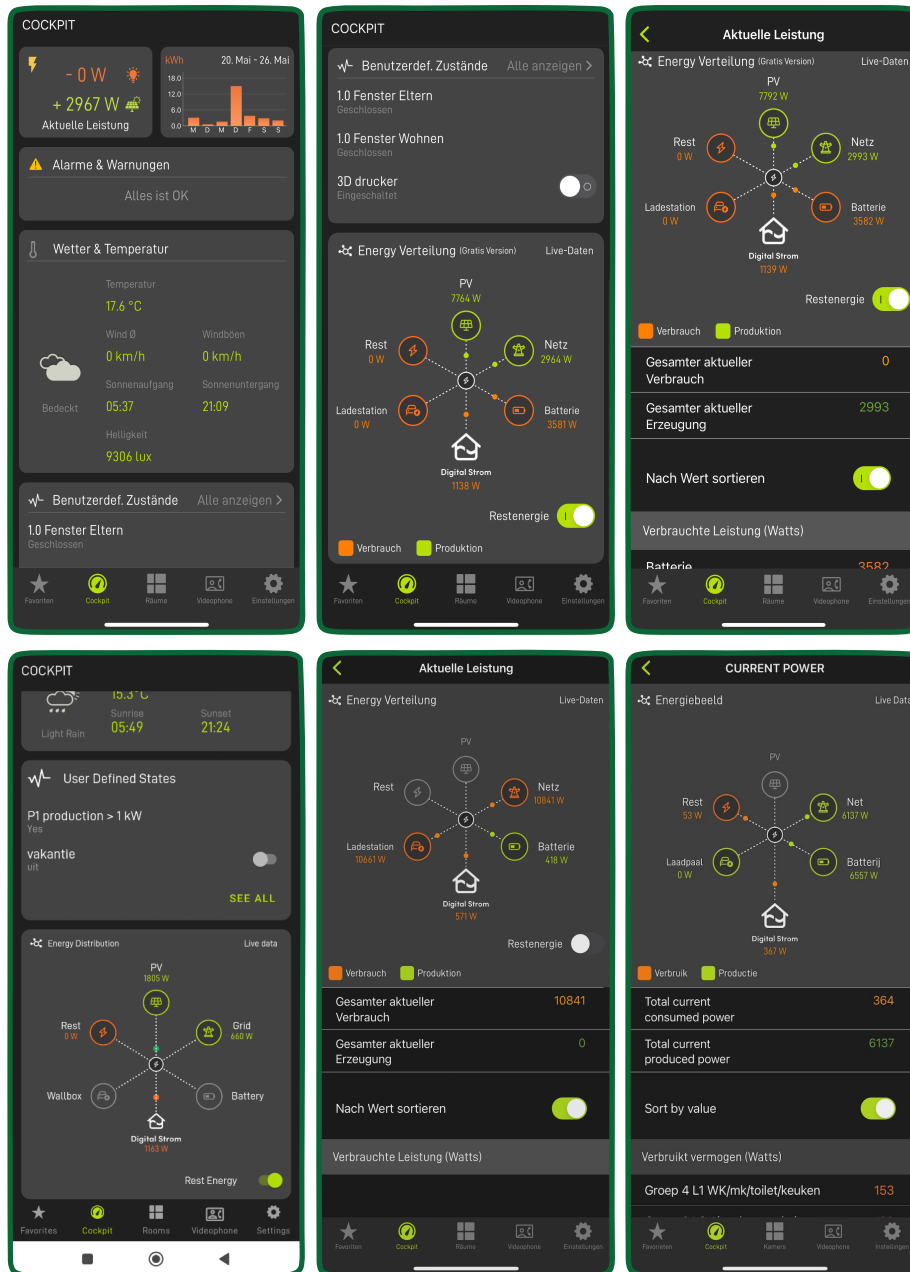 COCKPIT
- 0 W
+ 2967 W
Aktuelle Leistung
kWh 20. Mai - 26. Mai
18.0
12.0
6.0
0.0
M D M D F S S
Alarme & Warnungen
Alles ist OK
Wetter & Temperatur
Temperatur
17.6 °C
Wind Ø Windböen
0 km/h 0 km/h
Sonnenaufgang Sonnenuntergang
Bedeckt 05:37 21:09
Helligkeit
9306 lux
Benutzerdef. Zustände Alle anzeigen >
1.0 Fenster Eltern
Geschlossen
Favoriten Cockpit Räume Videophone Einstellungen
COCKPIT
Benutzerdef. Zustände Alle anzeigen >
1.0 Fenster Eltern
Geschlossen
1.0 Fenster Wohnen
Geschlossen
3D drucker
Eingeschaltet
Energy Verteilung (Gratis Version) Live-Daten
PV
7764 W
Rest
0 W
Netz
2964 W
Ladestation
0 W
Batterie
3581 W
Digital Strom
1138 W
Restenergie
Verbrauch Produktion
Favoriten Cockpit Räume Videophone Einstellungen
Aktuelle Leistung
Energy Verteilung (Gratis Version) Live-Daten
PV
7792 W
Rest
0 W
Netz
2993 W
Ladestation
0 W
Batterie
3582 W
Digital Strom
1139 W
Restenergie
Verbrauch Produktion
Gesamter aktueller 0
Verbrauch
Gesamter aktueller 2993
Erzeugung
Nach Wert sortieren
Verbrauchte Leistung (Watts)
Batterie 3582
Favoriten Cockpit Räume Videophone Einstellungen
COCKPIT
15.3°C
Sunrise Sunset
Light Rain 05:49 21:24
User Defined States
P1 production > 1 kW
Yes
vakantie
uit
SEE ALL
Energy Distribution Live data
PV
1805 W
Rest
0 W
Grid
660 W
Wallbox
Battery
Digital Strom
1163 W
Rest Energy
Favorites Cockpit Rooms Videophone Settings
Aktuelle Leistung
Energy Verteilung Live-Daten
PV
Rest
Netz
10841 W
Ladestation
10661 W
Batterie
418 W
Digital Strom
571 W
Restenergie
Verbrauch Produktion
Gesamter aktueller 10841
Verbrauch
Gesamter aktueller 0
Erzeugung
Nach Wert sortieren
Verbrauchte Leistung (Watts)
Favoriten Cockpit Räume Videophone Einstellungen
CURRENT POWER
Energiebeeld Live Data
PV
Rest
53 W
Net
6137 W
Laadpaal
0 W
Batterij
6557 W
Digital Strom
367 W
Verbruik Productie
Total current 364
consumed power
Total current 6137
produced power
Sort by value
Verbruikt vermogen (Watts)
Groep 4 L1 WK/mk/toilet/keuken 153
Favorieten Cockpit Kamers Videophone Instellingen